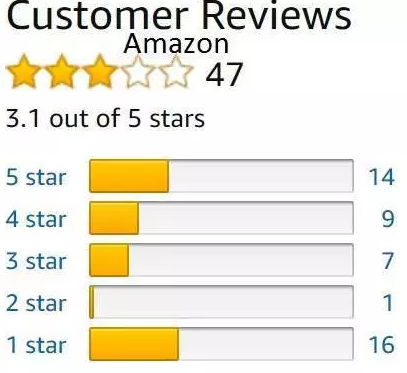 Customer Reviews
Amazon
47
3.1 out of 5 stars
5 star 14
4 star 9
3 star 7
2 star 1
1 star 16